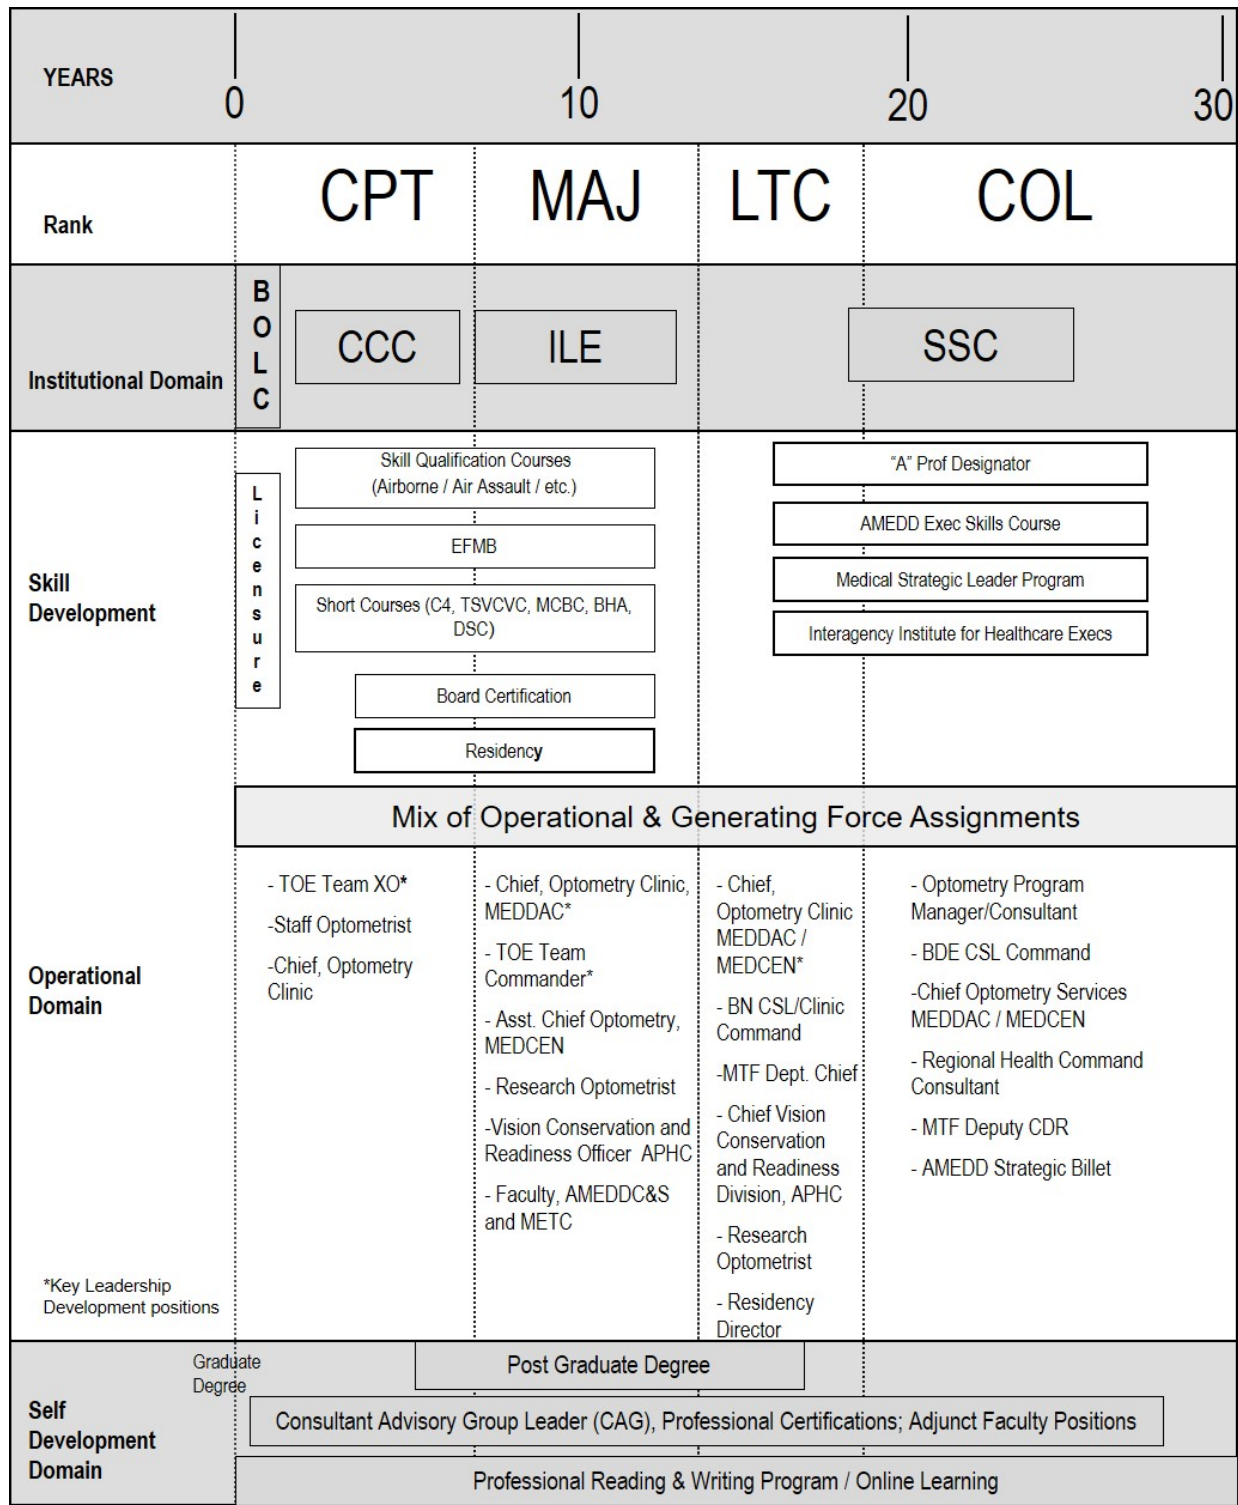 YEARS
0
10
20
30
Rank
CPT
MAJ
LTC
COL
Institutional Domain
B
O
L
C
CCC
ILE
SSC
Skill
Development
L
i
c
e
n
s
u
r
e
Skill Qualification Courses
(Airborne / Air Assault / etc.)
EFMB
Short Courses (C4, TSVCVC, MCBC, BHA,
DSC)
Board Certification
Residency
"A" Prof Designator
AMEDD Exec Skills Course
Medical Strategic Leader Program
Interagency Institute for Healthcare Execs
Mix of Operational & Generating Force Assignments
Operational
Domain
- TOE Team XO*
-Staff Optometrist
-Chief, Optometry
Clinic
- Chief, Optometry Clinic,
MEDDAC*
- TOE Team
Commander*
- Asst. Chief Optometry,
MEDCEN
- Research Optometrist
-Vision Conservation and
Readiness Officer APHC
- Faculty, AMEDDC&S
and METC
- Chief,
Optometry Clinic
MEDDAC /
MEDCEN*
- BN CSL/Clinic
Command
-MTF Dept. Chief
- Chief Vision
Conservation
and Readiness
Division, APHC
- Research
Optometrist
- Residency
Director
- Optometry Program
Manager/Consultant
- BDE CSL Command
-Chief Optometry Services
MEDDAC / MEDCEN
- Regional Health Command
Consultant
- MTF Deputy CDR
- AMEDD Strategic Billet
*Key Leadership
Development positions
Self
Development
Domain
Graduate
Degree
Post Graduate Degree
Consultant Advisory Group Leader (CAG), Professional Certifications; Adjunct Faculty Positions
Professional Reading & Writing Program / Online Learning